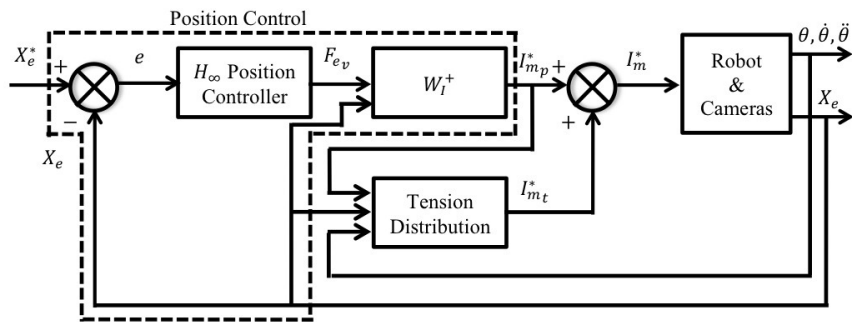 Position Control
X_e^* + e
H_∞ Position
Controller
F_{e_v}
W_I^+
I_{m_p}^* +
I_m^*
Robot
&
Cameras
θ, θ̇, θ̈
X_e
−
X_e
+
Tension
Distribution
I_{m_t}^*